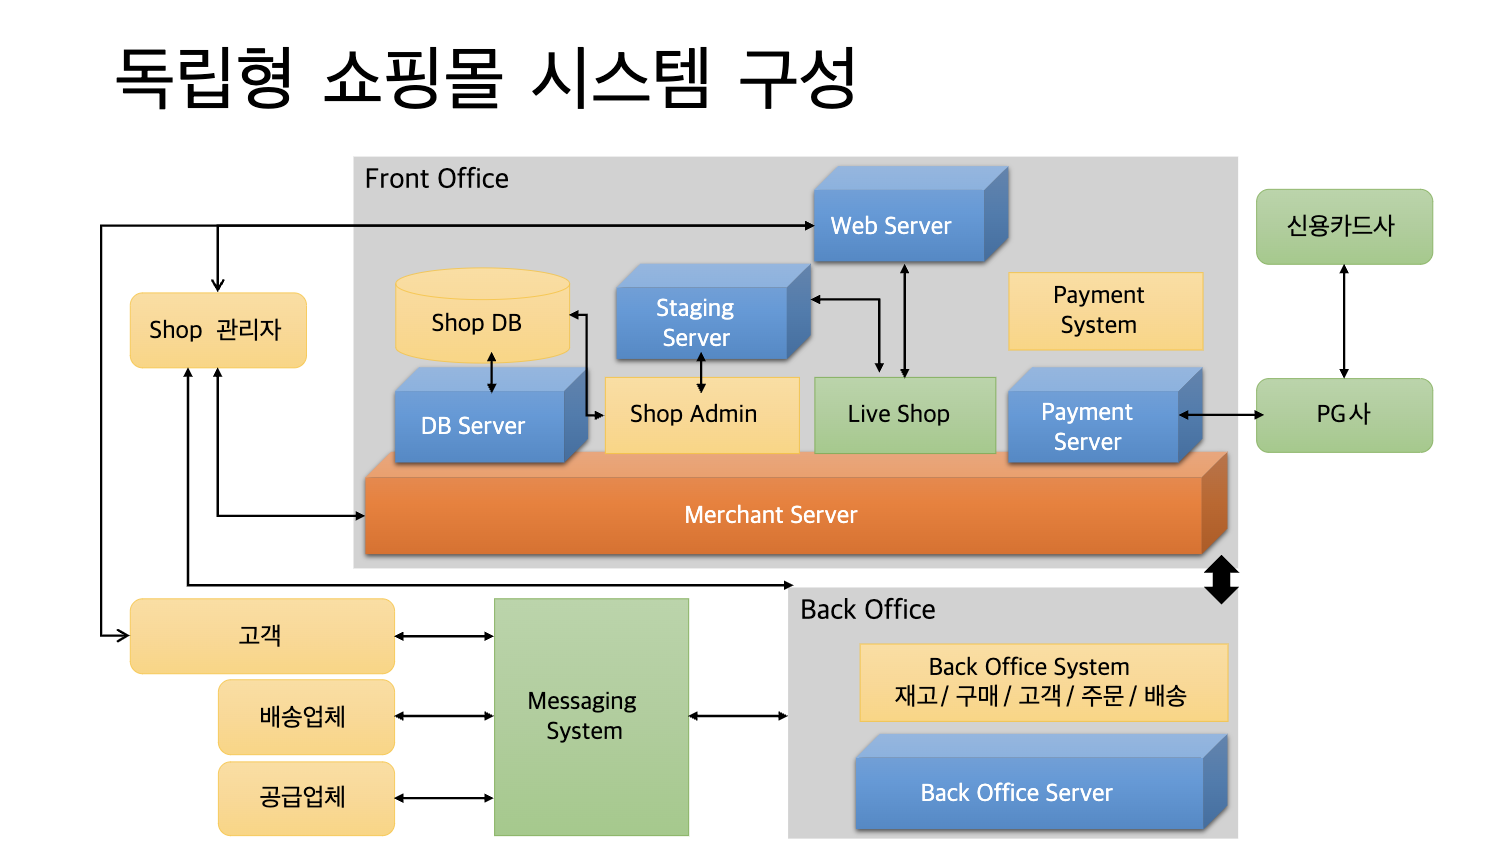 독립형 쇼핑몰 시스템 구성
Front Office
Web Server
신용카드사
Shop 관리자
Shop DB
Staging
Server
Payment
System
DB Server
Shop Admin
Live Shop
Payment
Server
PG사
Merchant Server
Back Office
고객
배송업체
공급업체
Messaging
System
Back Office System
재고 / 구매 / 고객 / 주문 / 배송
Back Office Server